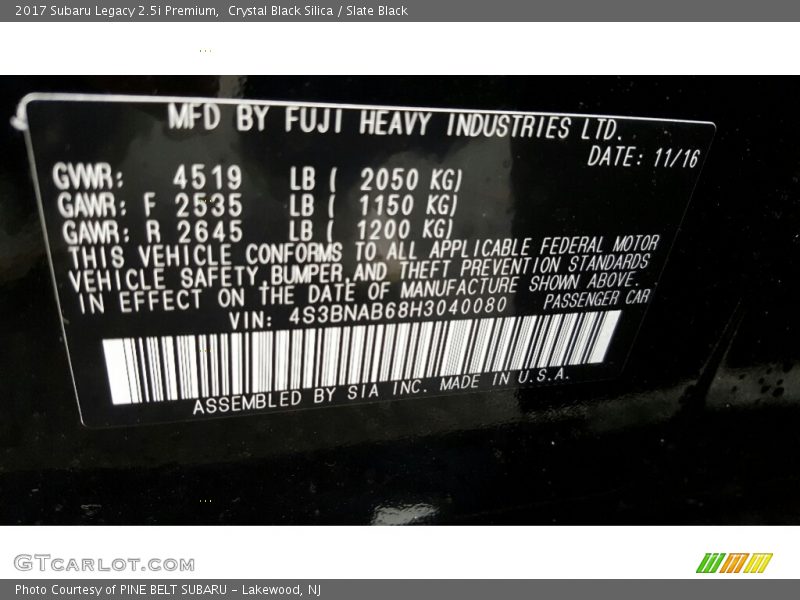 2017 Subaru Legacy 2.5i Premium,  Crystal Black Silica / Slate Black
MFD BY FUJI HEAVY INDUSTRIES LTD.
DATE: 11/16
GVWR: 4519 LB ( 2050 KG)
GAWR: F 2535 LB ( 1150 KG)
GAWR: R 2645 LB ( 1200 KG)
THIS VEHICLE CONFORMS TO ALL APPLICABLE FEDERAL MOTOR
VEHICLE SAFETY,BUMPER,AND THEFT PREVENTION STANDARDS
IN EFFECT ON THE DATE OF MANUFACTURE SHOWN ABOVE.
VIN: 4S3BNAB68H3040080 PASSENGER CAR
ASSEMBLED BY SIA INC. MADE IN U.S.A.
GTcarlot.com
Photo Courtesy of PINE BELT SUBARU - Lakewood, NJ